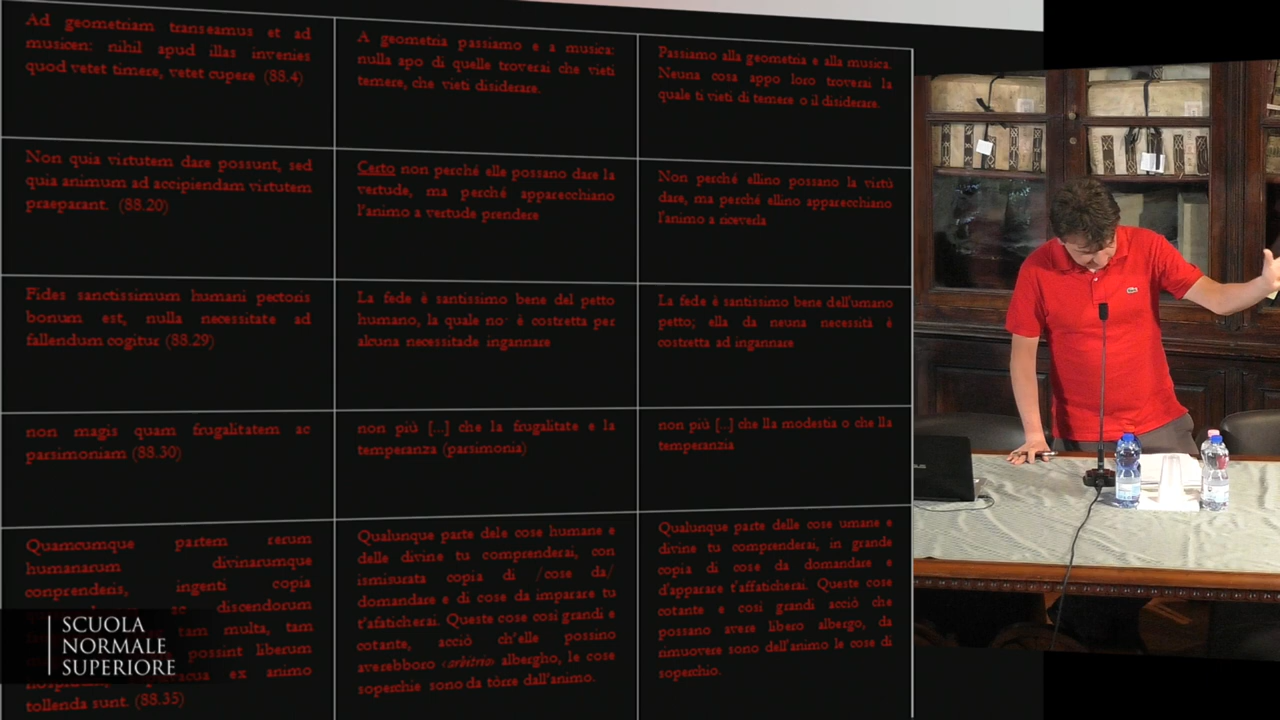 Ad geometriam transeamus et ad
musicen: nihil apud illas invenies
quod vetet timere, vetet cupere (88.4)
A geometria passiamo e a musica:
nulla apo di quelle troverai che vieti
temere, che vieti disiderare.
Passiamo alla geometria e alla musica.
Neuna cosa appo loro troverai la
quale ti vieti di temere o il disiderare.
Non quia virtutem dare possunt, sed
quia animum ad accipiendam virtutem
praeparant. (88.20)
Certo non perché elle possano dare la
vertude, ma perché apparecchiano
l'animo a vertude prendere
Non perché ellino possano la virtù
dare, ma perché ellino apparecchiano
l'animo a riceverla
Fides sanctissimum humani pectoris
bonum est, nulla necessitate ad
fallendum cogitur (88.29)
La fede è santissimo bene del petto
humano, la quale no· è costretta per
alcuna necessitade ingannare
La fede è santissimo bene dell'umano
petto; ella da neuna necessità è
costretta ad ingannare
non magis quam frugalitatem ac
parsimoniam (88.30)
non più [...] che la frugalitate e la
temperanza (parsimonia)
non più [...] che lla modestia o che lla
temperanzia
Quamcumque partem rerum
humanarum divinarumque
conprenderis, ingenti copia
ac discendorum
tam multa, tam
possint liberum
ex animo
tollenda sunt. (88.35)
Qualunque parte dele cose humane e
delle divine tu comprenderai, con
ismisurata copia di /cose da/
domandare e di cose da imparare tu
t'afaticherai. Queste cose così grandi e
cotante, acciò ch'elle possino
averebboro ‹arbitrio› albergho, le cose
soperchie sono da tòrre dall'animo.
Qualunque parte delle cose umane e
divine tu comprenderai, in grande
copia di cose da domandare e
d'apparare t'affaticherai. Queste cose
cotante e così grandi acciò che
possano avere libero albergo, da
rimuovere sono dell'animo le cose di
soperchio.
SCUOLA
NORMALE
SUPERIORE